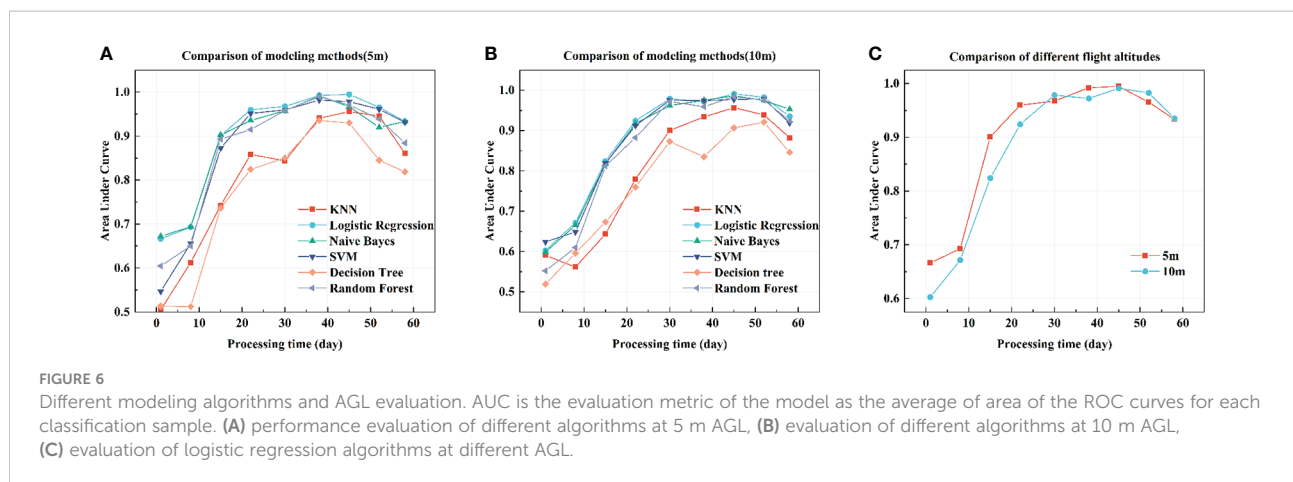 A
Comparison of modeling mcthods(5m)
Area Under Curve
1.0
0.9
0.8
0.7
0.6
0.5
KNN
Logistic Regression
Naive Bayes
SVM
Decision Tree
Random Forest
0 10 20 30 40 50 60
Processing time (day)
B
Comparison of modeling mcthods(10m)
Area Under Curve
1.0
0.9
0.8
0.7
0.6
0.5
KNN
Logistic Regression
Naive Bayes
SVM
Decision tree
Random Forest
0 10 20 30 40 50 60
Processing time (day)
C
Comparison of different flight altitudes
Area Under Curve
1.0
0.9
0.8
0.7
0.6
5m
10m
0 10 20 30 40 50 60
Processing time (day)
FIGURE 6
Different modeling algorithms and AGL evaluation. AUC is the evaluation metric of the model as the average of area of the ROC curves for each
classification sample. (A) performance evaluation of different algorithms at 5 m AGL, (B) evaluation of different algorithms at 10 m AGL,
(C) evaluation of logistic regression algorithms at different AGL.